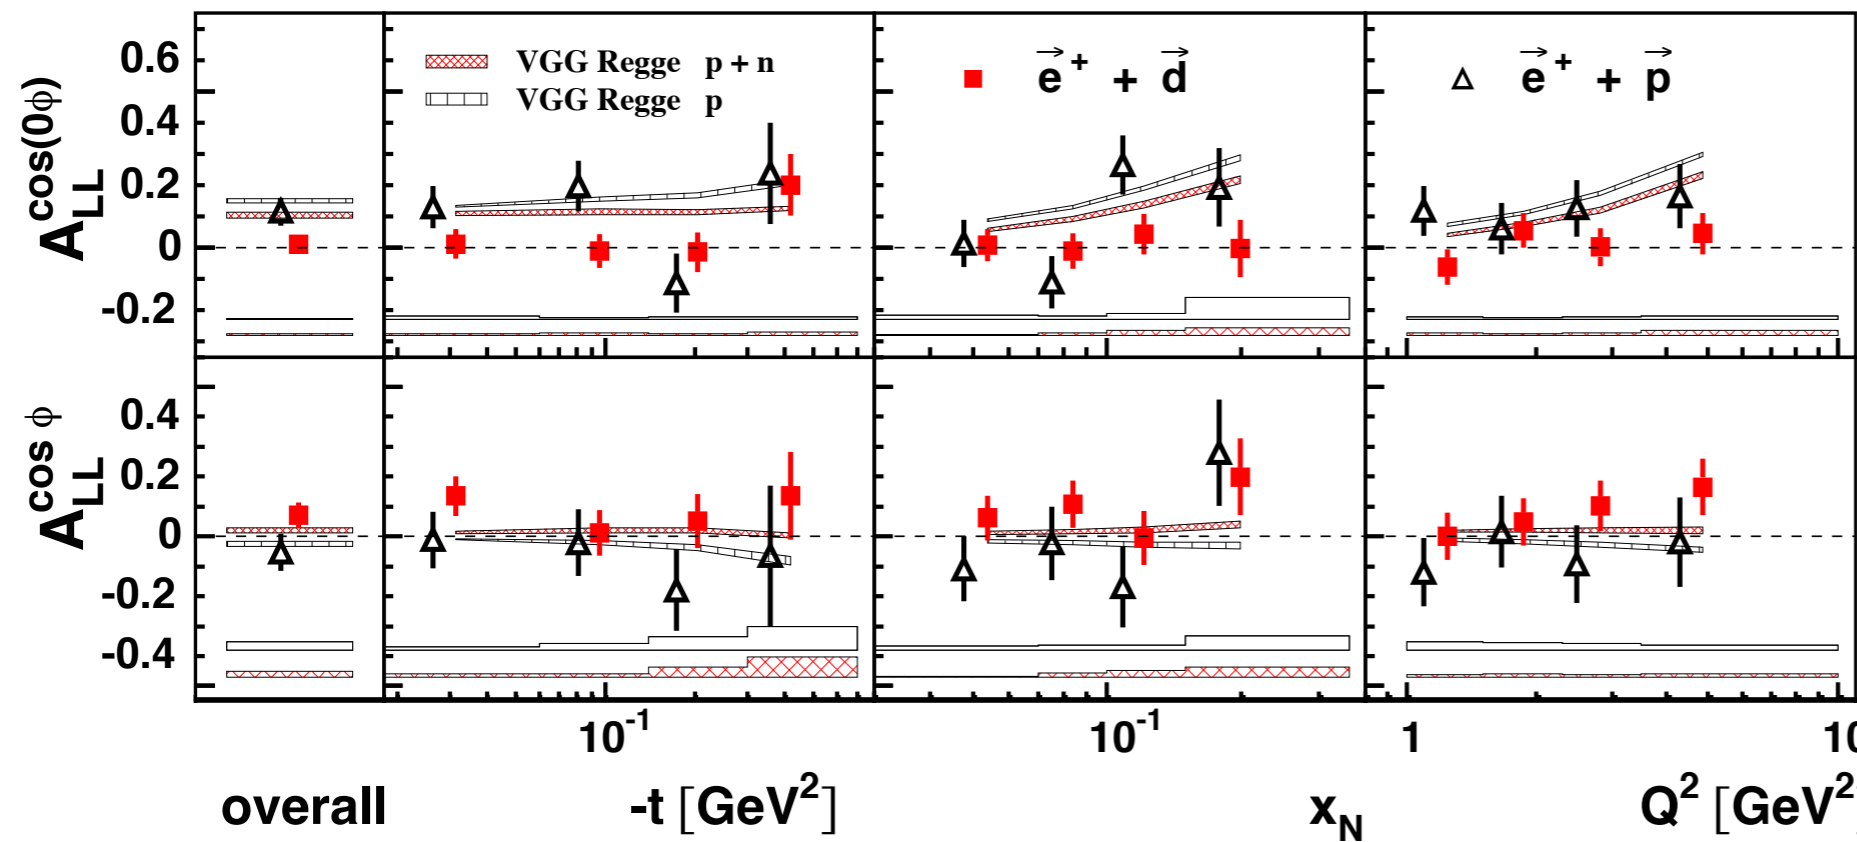 A_LL^cos(0ϕ)
0.6
0.4
0.2
0
-0.2
VGG Regge p + n
VGG Regge p
e⃗⁺ + d⃗
e⃗⁺ + p⃗
A_LL^cos ϕ
0.4
0.2
0
-0.2
-0.4
10⁻¹
10⁻¹
1
10
overall
-t [GeV²]
x_N
Q² [GeV²